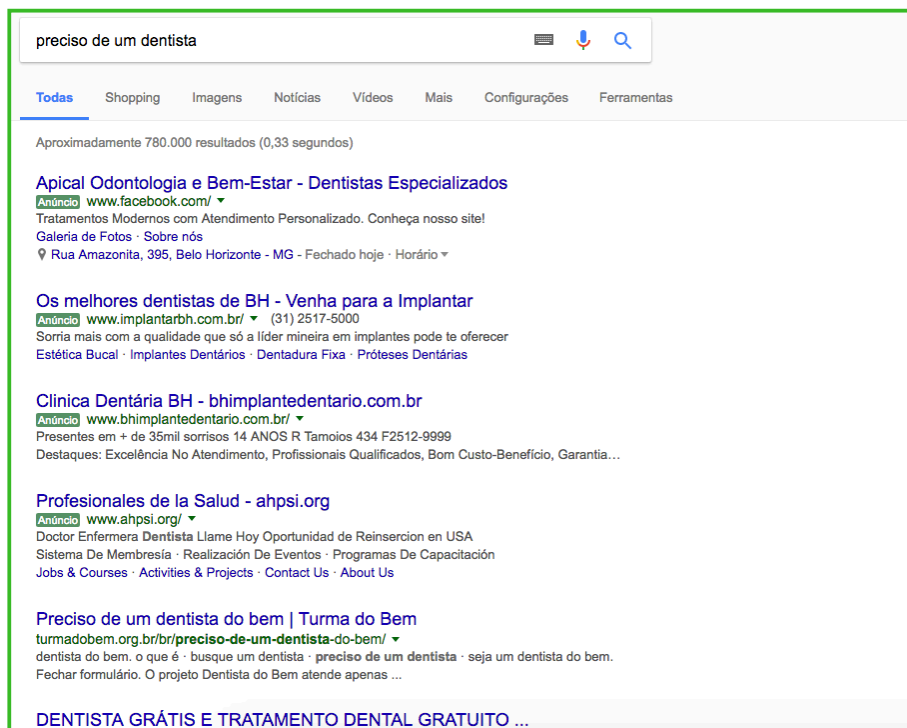 preciso de um dentista
Todas Shopping Imagens Notícias Vídeos Mais Configurações Ferramentas
Aproximadamente 780.000 resultados (0,33 segundos)
Apical Odontologia e Bem-Estar - Dentistas Especializados
Anúncio www.facebook.com/
Tratamentos Modernos com Atendimento Personalizado. Conheça nosso site!
Galeria de Fotos · Sobre nós
Rua Amazonita, 395, Belo Horizonte - MG - Fechado hoje · Horário
Os melhores dentistas de BH - Venha para a Implantar
Anúncio www.implantarbh.com.br/ (31) 2517-5000
Sorria mais com a qualidade que só a líder mineira em implantes pode te oferecer
Estética Bucal · Implantes Dentários · Dentadura Fixa · Próteses Dentárias
Clinica Dentária BH - bhimplantedentario.com.br
Anúncio www.bhimplantedentario.com.br/
Presentes em + de 35mil sorrisos 14 ANOS R Tamoios 434 F2512-9999
Destaques: Excelência No Atendimento, Profissionais Qualificados, Bom Custo-Benefício, Garantia…
Profesionales de la Salud - ahpsi.org
Anúncio www.ahpsi.org/
Doctor Enfermera Dentista Llame Hoy Oportunidad de Reinsercion en USA
Sistema De Membresía · Realización De Eventos · Programas De Capacitación
Jobs & Courses · Activities & Projects · Contact Us · About Us
Preciso de um dentista do bem | Turma do Bem
turmadobem.org.br/br/preciso-de-um-dentista-do-bem/
dentista do bem. o que é · busque um dentista · preciso de um dentista · seja um dentista do bem.
Fechar formulário. O projeto Dentista do Bem atende apenas ...
DENTISTA GRÁTIS E TRATAMENTO DENTAL GRATUITO ...